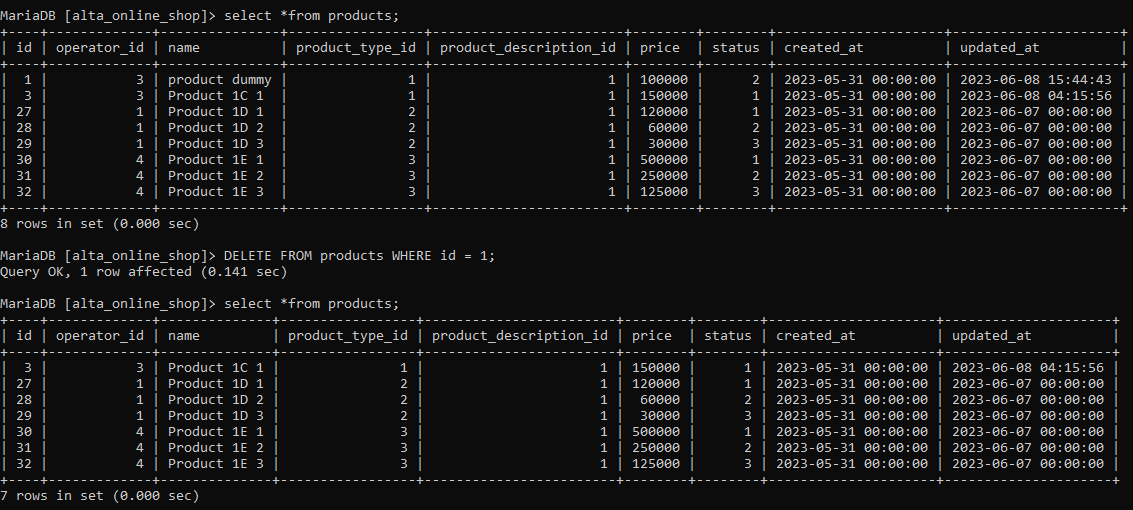 MariaDB [alta_online_shop]> select *from products;
+----+-------------+---------------+-----------------+------------------------+--------+--------+---------------------+---------------------+
| id | operator_id | name          | product_type_id | product_description_id | price  | status | created_at          | updated_at          |
+----+-------------+---------------+-----------------+------------------------+--------+--------+---------------------+---------------------+
|  1 |           3 | product dummy |               1 |                      1 | 100000 |      2 | 2023-05-31 00:00:00 | 2023-06-08 15:44:43 |
|  3 |           3 | Product 1C 1  |               1 |                      1 | 150000 |      1 | 2023-05-31 00:00:00 | 2023-06-08 04:15:56 |
| 27 |           1 | Product 1D 1  |               2 |                      1 | 120000 |      1 | 2023-05-31 00:00:00 | 2023-06-07 00:00:00 |
| 28 |           1 | Product 1D 2  |               2 |                      1 |  60000 |      2 | 2023-05-31 00:00:00 | 2023-06-07 00:00:00 |
| 29 |           1 | Product 1D 3  |               2 |                      1 |  30000 |      3 | 2023-05-31 00:00:00 | 2023-06-07 00:00:00 |
| 30 |           4 | Product 1E 1  |               3 |                      1 | 500000 |      1 | 2023-05-31 00:00:00 | 2023-06-07 00:00:00 |
| 31 |           4 | Product 1E 2  |               3 |                      1 | 250000 |      2 | 2023-05-31 00:00:00 | 2023-06-07 00:00:00 |
| 32 |           4 | Product 1E 3  |               3 |                      1 | 125000 |      3 | 2023-05-31 00:00:00 | 2023-06-07 00:00:00 |
+----+-------------+---------------+-----------------+------------------------+--------+--------+---------------------+---------------------+
8 rows in set (0.000 sec)
MariaDB [alta_online_shop]> DELETE FROM products WHERE id = 1;
Query OK, 1 row affected (0.141 sec)
MariaDB [alta_online_shop]> select *from products;
+----+-------------+--------------+-----------------+------------------------+--------+--------+---------------------+---------------------+
| id | operator_id | name         | product_type_id | product_description_id | price  | status | created_at          | updated_at          |
+----+-------------+--------------+-----------------+------------------------+--------+--------+---------------------+---------------------+
|  3 |           3 | Product 1C 1 |               1 |                      1 | 150000 |      1 | 2023-05-31 00:00:00 | 2023-06-08 04:15:56 |
| 27 |           1 | Product 1D 1 |               2 |                      1 | 120000 |      1 | 2023-05-31 00:00:00 | 2023-06-07 00:00:00 |
| 28 |           1 | Product 1D 2 |               2 |                      1 |  60000 |      2 | 2023-05-31 00:00:00 | 2023-06-07 00:00:00 |
| 29 |           1 | Product 1D 3 |               2 |                      1 |  30000 |      3 | 2023-05-31 00:00:00 | 2023-06-07 00:00:00 |
| 30 |           4 | Product 1E 1 |               3 |                      1 | 500000 |      1 | 2023-05-31 00:00:00 | 2023-06-07 00:00:00 |
| 31 |           4 | Product 1E 2 |               3 |                      1 | 250000 |      2 | 2023-05-31 00:00:00 | 2023-06-07 00:00:00 |
| 32 |           4 | Product 1E 3 |               3 |                      1 | 125000 |      3 | 2023-05-31 00:00:00 | 2023-06-07 00:00:00 |
+----+-------------+--------------+-----------------+------------------------+--------+--------+---------------------+---------------------+
7 rows in set (0.000 sec)